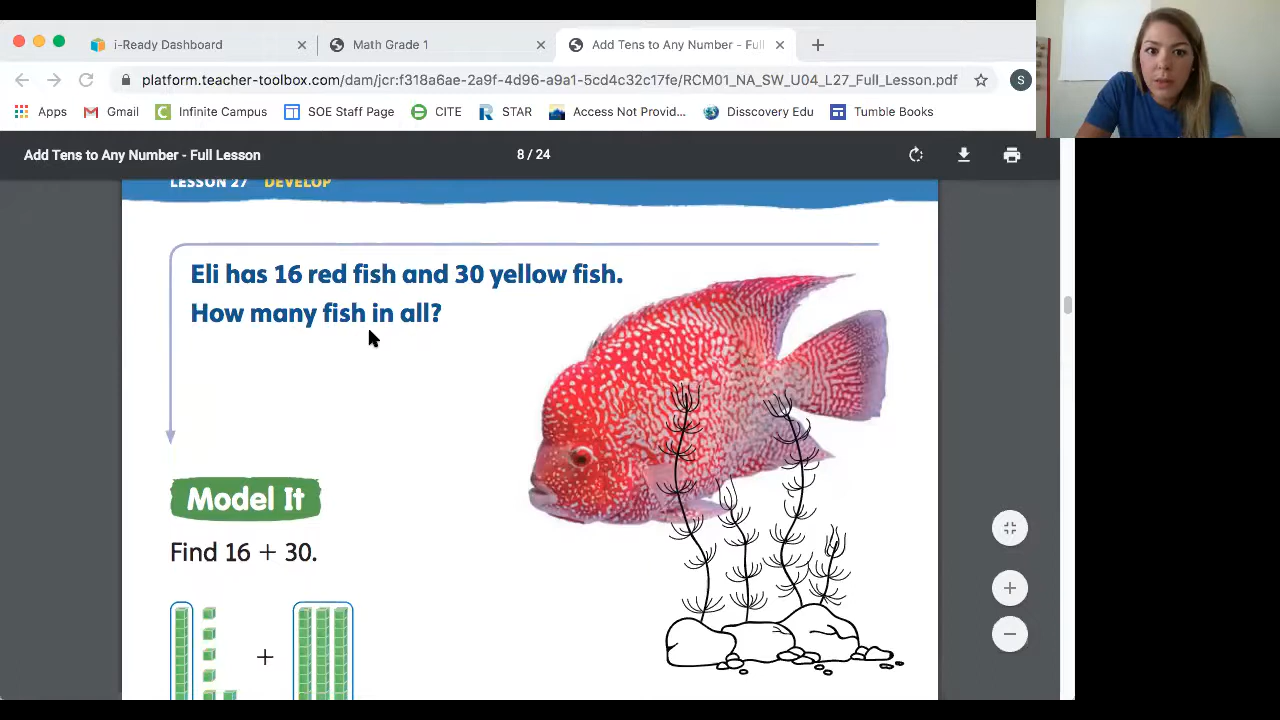 i-Ready Dashboard
Math Grade 1
Add Tens to Any Number - Ful
platform.teacher-toolbox.com/dam/jcr:f318a6ae-2a9f-4d96-a9a1-5cd4c32c17fe/RCM01_NA_SW_U04_L27_Full_Lesson.pdf
S
Apps Gmail Infinite Campus SOE Staff Page CITE STAR Access Not Provid... Disscovery Edu Tumble Books
Add Tens to Any Number - Full Lesson 8 / 24
LESSON 27 DEVELOP
Eli has 16 red fish and 30 yellow fish.
How many fish in all?
Model It
Find 16 + 30.
+